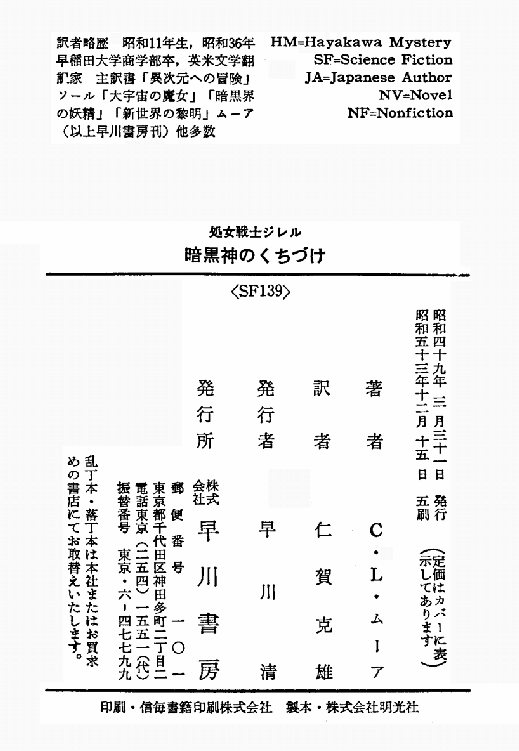 訳者略歴 昭和11年生,昭和36年
早稲田大学商学部卒,英米文学翻
訳家 主訳書「異次元への冒険」
ソール「大宇宙の魔女」「暗黒界
の妖精」「新世界の黎明」ムーア
(以上早川書房刊)他多数
HM=Hayakawa Mystery
SF=Science Fiction
JA=Japanese Author
NV=Novel
NF=Nonfiction
処女戦士ジレル
暗黒神のくちづけ
〈SF139〉
昭和四十九年 三 月三十一日 発行
昭和五十三年十二月 十五 日 五刷
(定価はカバーに表
示してあります)
著者 C・L・ムーア
訳者 仁賀克雄
発行者 早川 清
発行所 株式会社 早川書房
郵便番号 一〇一
東京都千代田区神田多町二丁目二
電話東京(二五四)一五五一(代)
振替番号 東京・六-四七七九九
乱丁本・落丁本は本社またはお買求
めの書店にてお取替えいたします。
印刷・信毎書籍印刷株式会社 製本・株式会社明光社